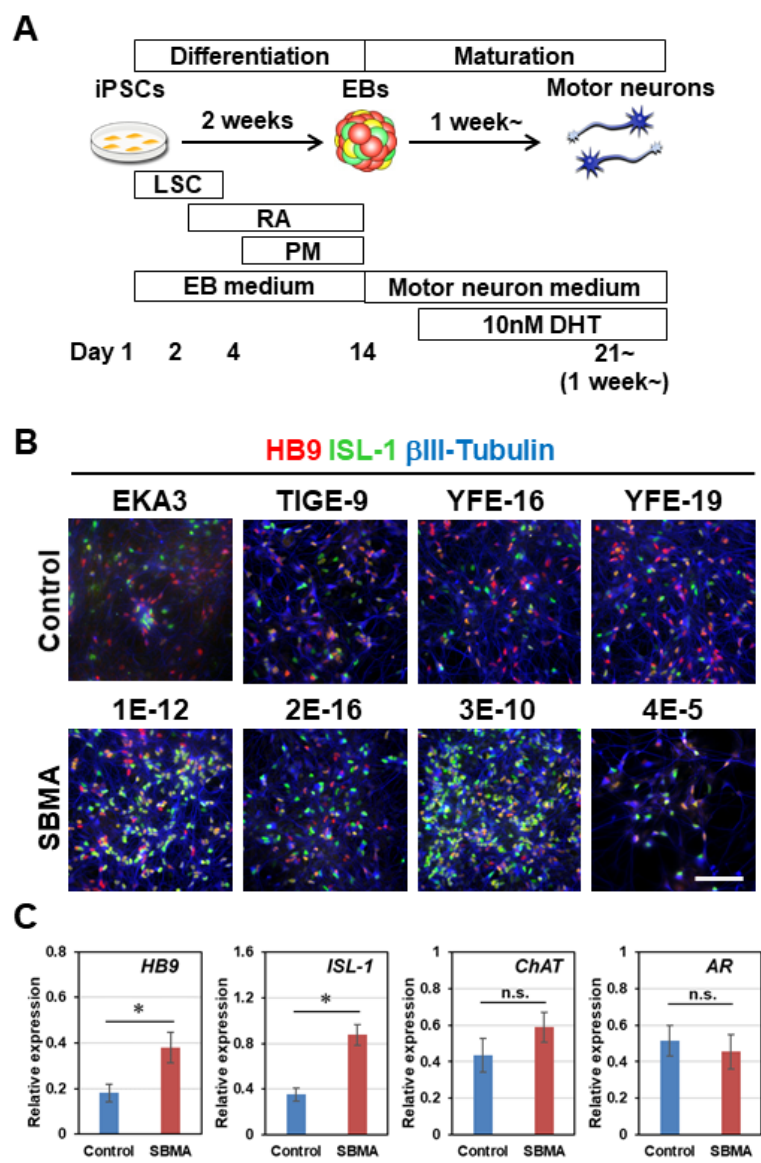 A
Differentiation Maturation
iPSCs EBs Motor neurons
2 weeks 1 week~
LSC
RA
PM
EB medium Motor neuron medium
10nM DHT
Day 1 2 4 14 21~
(1 week~)
B
HB9 ISL-1 βIII-Tubulin
EKA3 TIGE-9 YFE-16 YFE-19
Control
1E-12 2E-16 3E-10 4E-5
SBMA
C
Relative expression
0.8
0.6
0.4
0.2
0
HB9
*
Control SBMA
Relative expression
1.6
1.2
0.8
0.4
0
ISL-1
*
Control SBMA
Relative expression
1
0.8
0.6
0.4
0.2
0
ChAT
n.s.
Control SBMA
Relative expression
1
0.8
0.6
0.4
0.2
0
AR
n.s.
Control SBMA